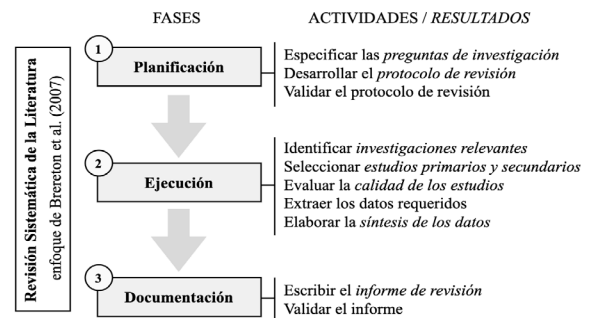 FASES
ACTIVIDADES / RESULTADOS
Revisión Sistemática de la Literatura
enfoque de Brereton et al. (2007)
1
Planificación
Especificar las preguntas de investigación
Desarrollar el protocolo de revisión
Validar el protocolo de revisión
2
Ejecución
Identificar investigaciones relevantes
Seleccionar estudios primarios y secundarios
Evaluar la calidad de los estudios
Extraer los datos requeridos
Elaborar la síntesis de los datos
3
Documentación
Escribir el informe de revisión
Validar el informe